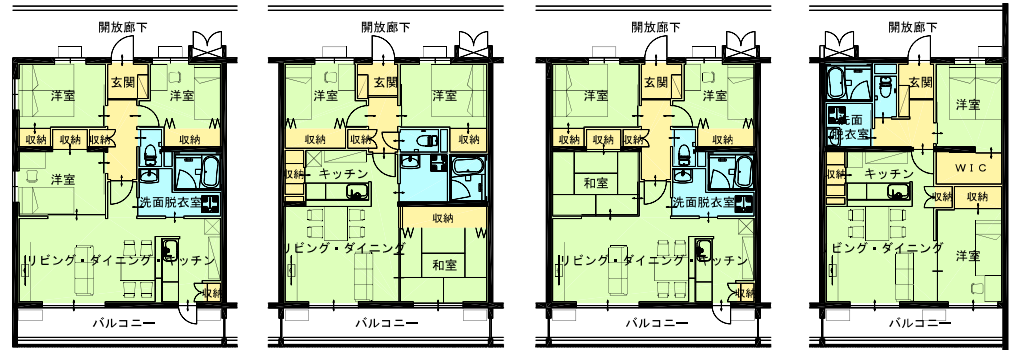 開放廊下
玄関
洋室
洋室
収納
収納
収納
収納
洋室
洗面脱衣室
リビング・ダイニング・キッチン
収納
バルコニー
開放廊下
玄関
洋室
洋室
収納
収納
収納
収納
キッチン
収納
リビング・ダイニング
和室
バルコニー
開放廊下
玄関
洋室
洋室
収納
収納
収納
収納
和室
洗面脱衣室
リビング・ダイニング・キッチン
収納
バルコニー
開放廊下
玄関
洋室
洗面
脱衣室
収納
キッチン
WIC
収納
収納
ビング・ダイニング
洋室
バルコニー